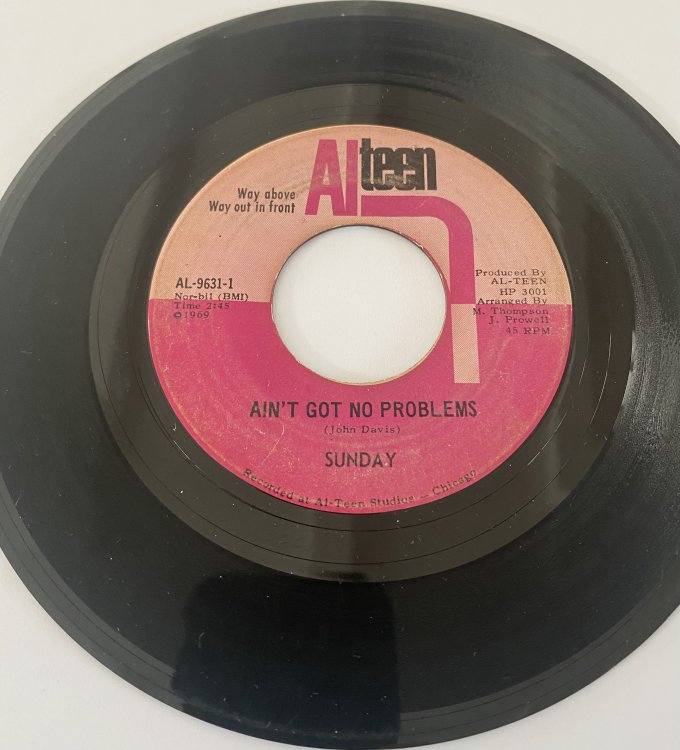 Alteen
Way above
Way out in front
AL-9631-1
Nor-bil (BMI)
Time 2:45
©1969
Produced By
AL-TEEN
HP 3001
Arranged By
M. Thompson
J. Prowell
45 RPM
AIN'T GOT NO PROBLEMS
(John Davis)
SUNDAY
Recorded at Al-Teen Studios — Chicago